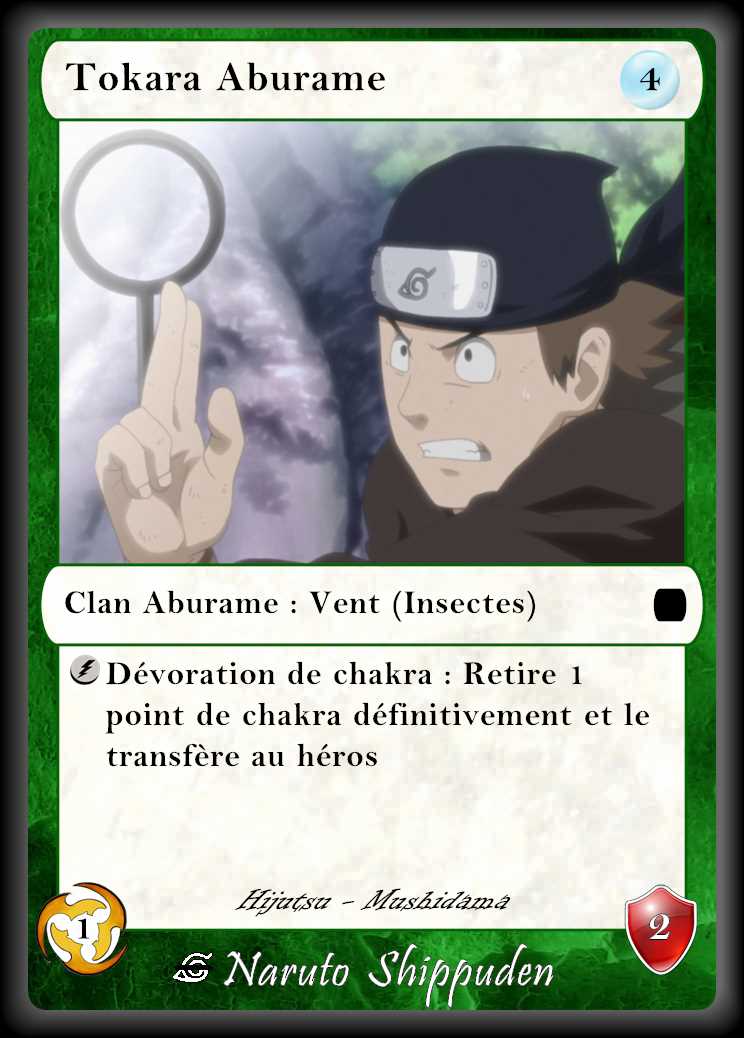 Tokara Aburame
4
Clan Aburame : Vent (Insectes)
Dévoration de chakra : Retire 1
point de chakra définitivement et le
transfère au héros
Hijutsu - Mushidama
1
2
Naruto Shippuden